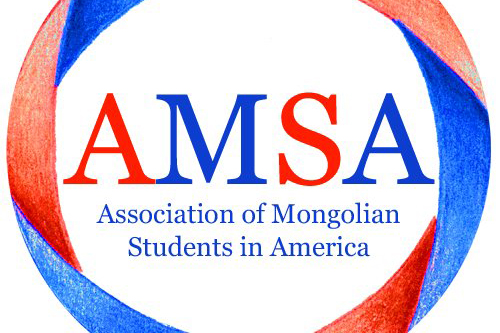 AMSA
Association of Mongolian
Students in America